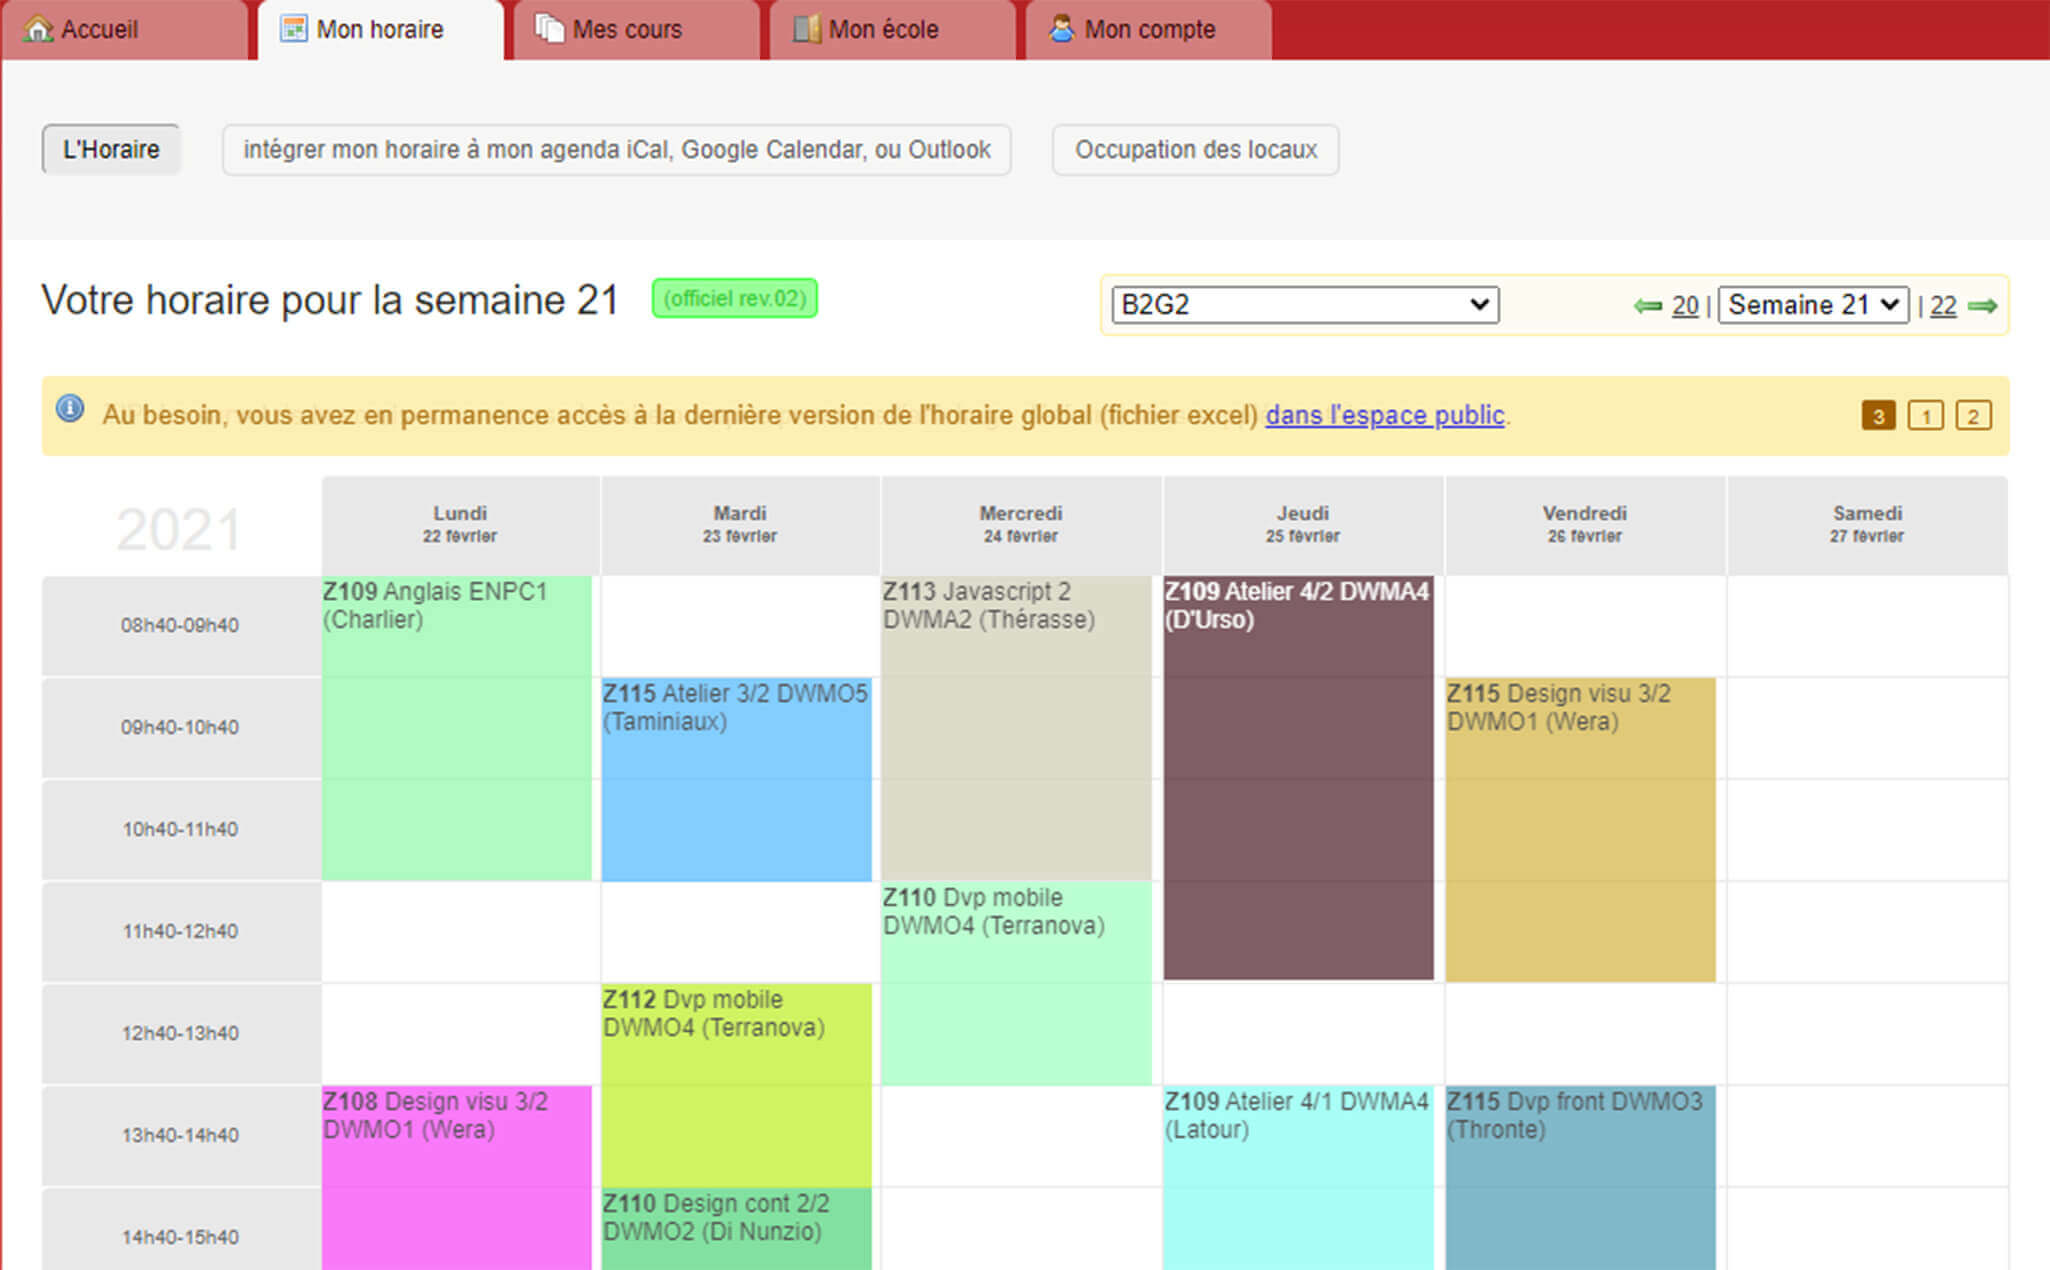 Accueil
Mon horaire
Mes cours
Mon école
Mon compte
L'Horaire
intégrer mon horaire à mon agenda iCal, Google Calendar, ou Outlook
Occupation des locaux
Votre horaire pour la semaine 21
(officiel rev.02)
B2G2
20 | Semaine 21 | 22
Au besoin, vous avez en permanence accès à la dernière version de l'horaire global (fichier excel) dans l'espace public.
3 1 2
2021
Lundi
22 février
Mardi
23 février
Mercredi
24 février
Jeudi
25 février
Vendredi
26 février
Samedi
27 février
08h40-09h40
Z109 Anglais ENPC1
(Charlier)
Z113 Javascript 2
DWMA2 (Thérasse)
Z109 Atelier 4/2 DWMA4
(D'Urso)
09h40-10h40
Z115 Atelier 3/2 DWMO5
(Taminiaux)
Z115 Design visu 3/2
DWMO1 (Wera)
10h40-11h40
11h40-12h40
Z110 Dvp mobile
DWMO4 (Terranova)
12h40-13h40
Z112 Dvp mobile
DWMO4 (Terranova)
13h40-14h40
Z108 Design visu 3/2
DWMO1 (Wera)
Z109 Atelier 4/1 DWMA4
(Latour)
Z115 Dvp front DWMO3
(Thronte)
14h40-15h40
Z110 Design cont 2/2
DWMO2 (Di Nunzio)